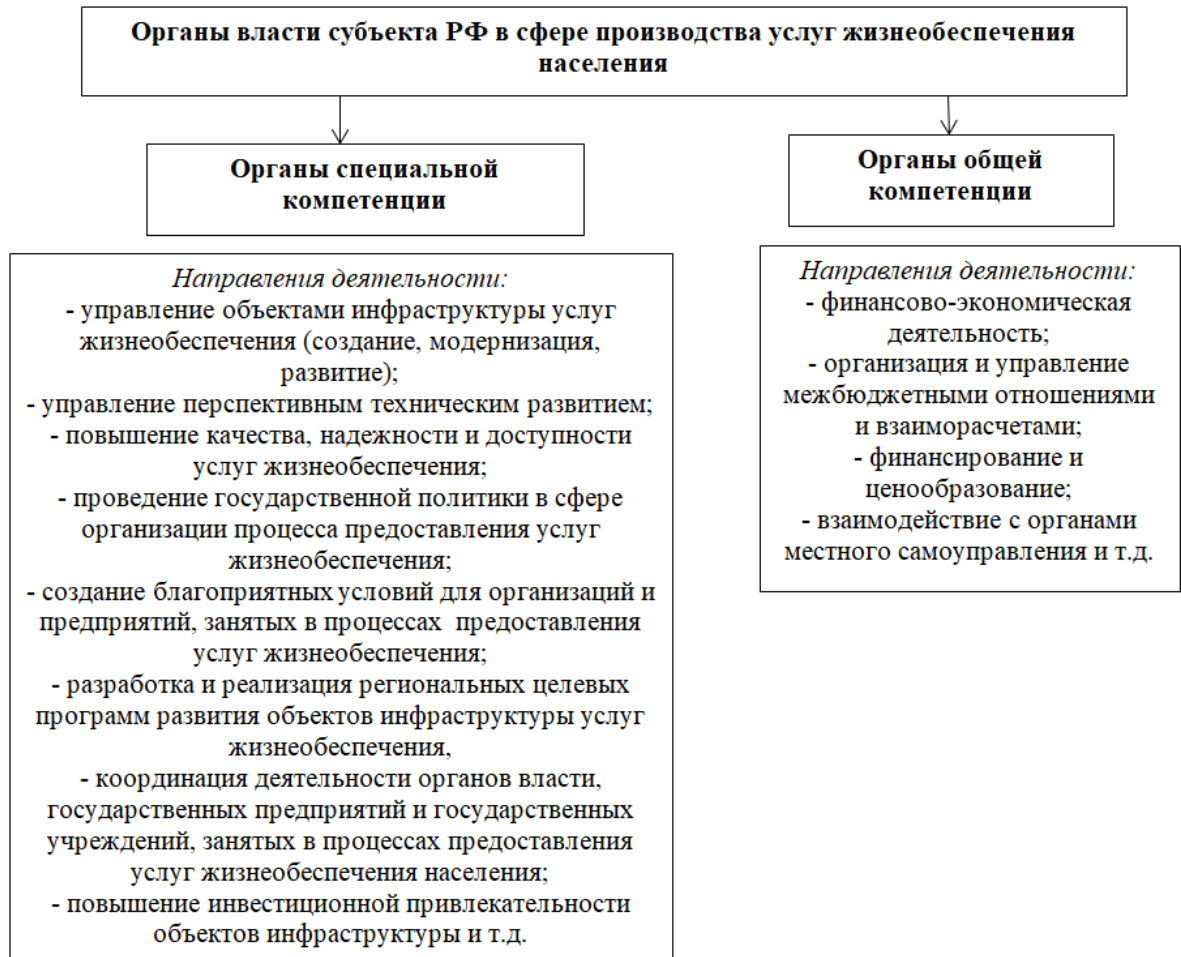 Органы власти субъекта РФ в сфере производства услуг жизнеобеспечения
населения
Органы специальной
компетенции
Направления деятельности:
- управление объектами инфраструктуры услуг
жизнеобеспечения (создание, модернизация,
развитие);
- управление перспективным техническим развитием;
- повышение качества, надежности и доступности
услуг жизнеобеспечения;
- проведение государственной политики в сфере
организации процесса предоставления услуг
жизнеобеспечения;
- создание благоприятных условий для организаций и
предприятий, занятых в процессах предоставления
услуг жизнеобеспечения;
- разработка и реализация региональных целевых
программ развития объектов инфраструктуры услуг
жизнеобеспечения,
- координация деятельности органов власти,
государственных предприятий и государственных
учреждений, занятых в процессах предоставления
услуг жизнеобеспечения населения;
- повышение инвестиционной привлекательности
объектов инфраструктуры и т.д.
Органы общей
компетенции
Направления деятельности:
- финансово-экономическая
деятельность;
- организация и управление
межбюджетными отношениями
и взаиморасчетами;
- финансирование и
ценообразование;
- взаимодействие с органами
местного самоуправления и т.д.